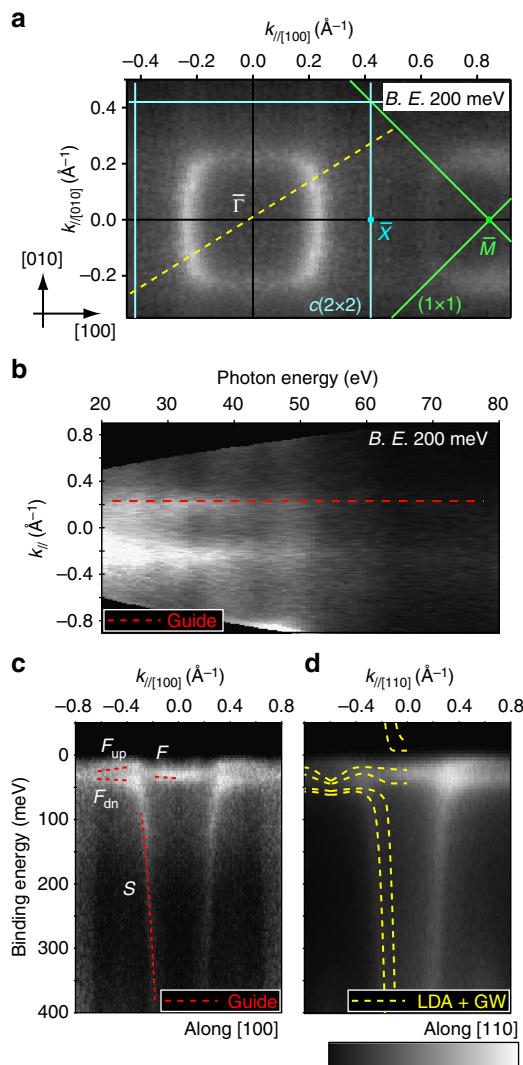 a
k//[100] (Å⁻¹)
−0.4 −0.2 0.0 0.2 0.4 0.6 0.8
k//[010] (Å⁻¹)
0.4
0.2
0.0
−0.2
B. E. 200 meV
Γ̅
X̅
M̅
c(2×2)
(1×1)
[010]
[100]
b
Photon energy (eV)
20 30 40 50 60 70 80
k// (Å⁻¹)
0.8
0.4
0.0
−0.4
−0.8
B. E. 200 meV
Guide
c
k//[100] (Å⁻¹)
−0.8 −0.4 0.0 0.4 0.8
Binding energy (meV)
0
100
200
300
400
Fup
F
Fdn
S
Guide
Along [100]
d
k//[110] (Å⁻¹)
−0.4 0.0 0.4 0.8
LDA + GW
Along [110]